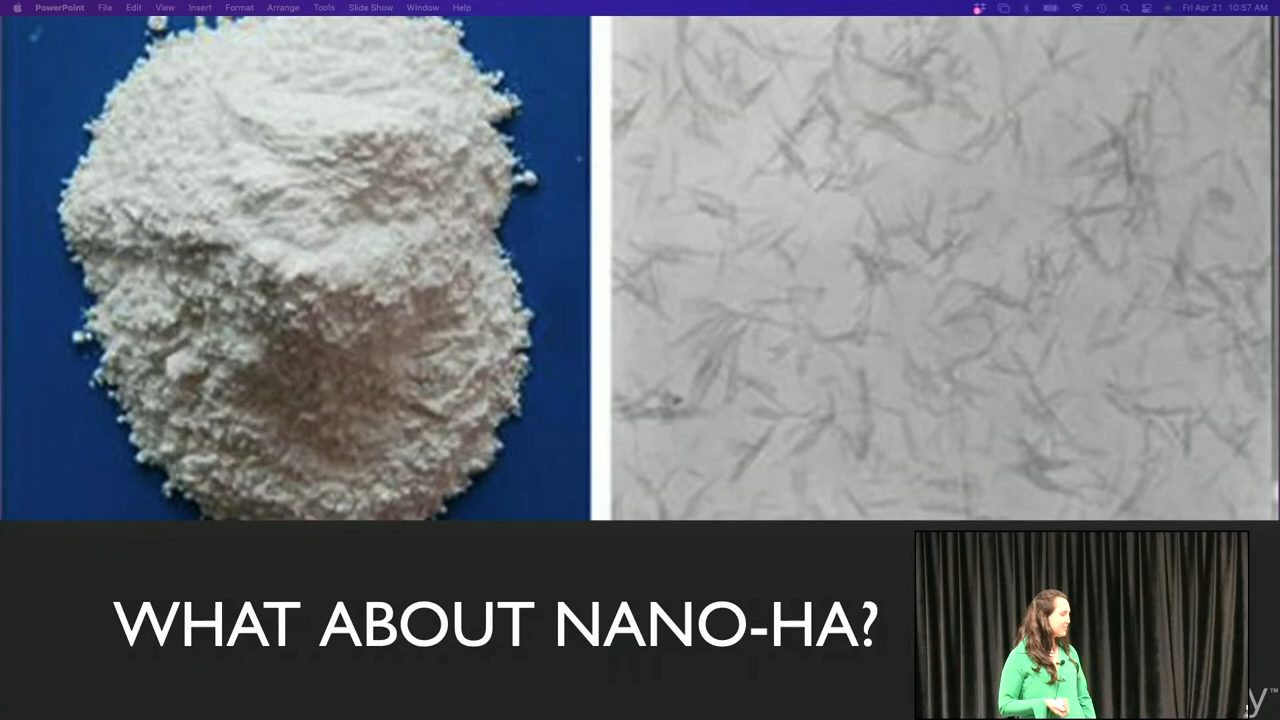 PowerPoint File Edit View Insert Format Arrange Tools Slide Show Window Help Fri Apr 21 10:57 AM
WHAT ABOUT NANO-HA?
y™